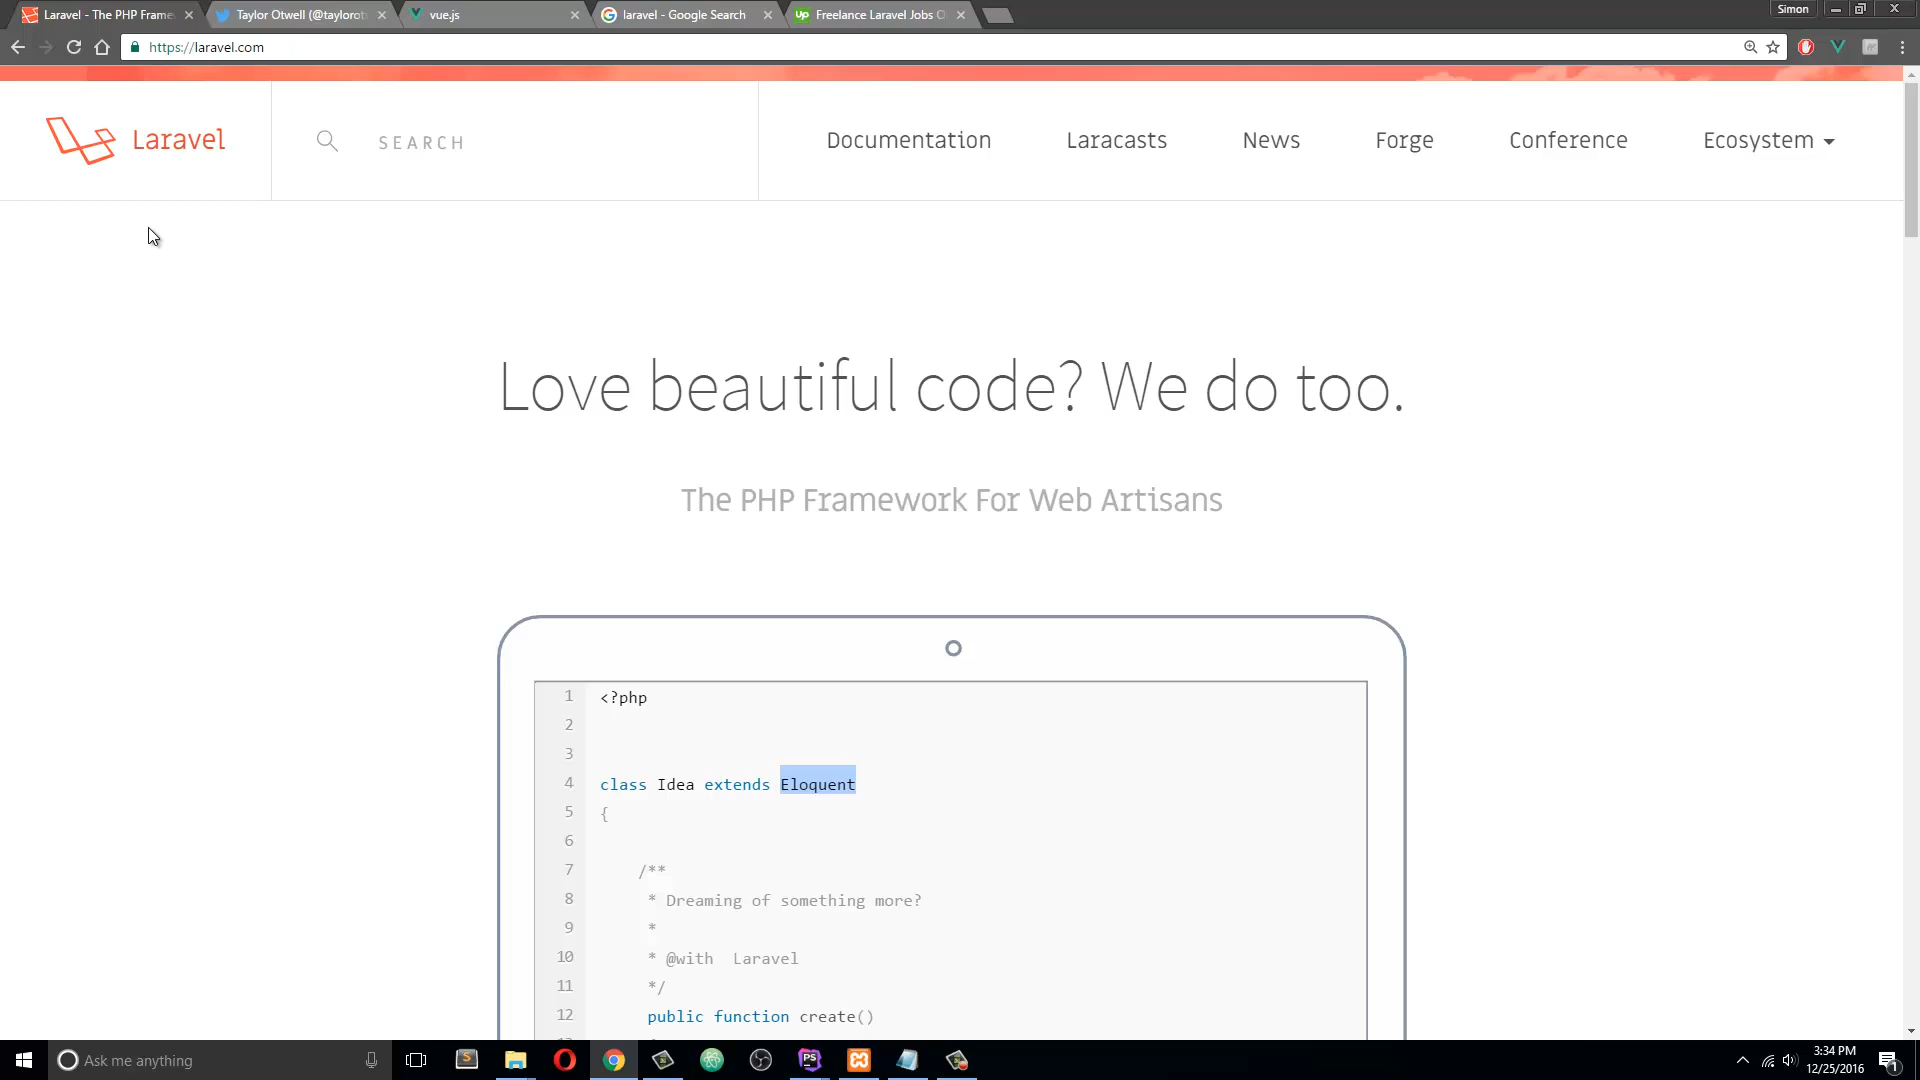 Laravel - The PHP Frame
Taylor Otwell (@taylorot
vue.js
laravel - Google Search
Freelance Laravel Jobs O
Simon
https://laravel.com
Laravel
SEARCH
Documentation
Laracasts
News
Forge
Conference
Ecosystem
Love beautiful code? We do too.
The PHP Framework For Web Artisans
1 <?php
2
3
4 class Idea extends Eloquent
5 {
6
7 /**
8 * Dreaming of something more?
9 *
10 * @with  Laravel
11 */
12 public function create()
Ask me anything
3:34 PM
12/25/2016